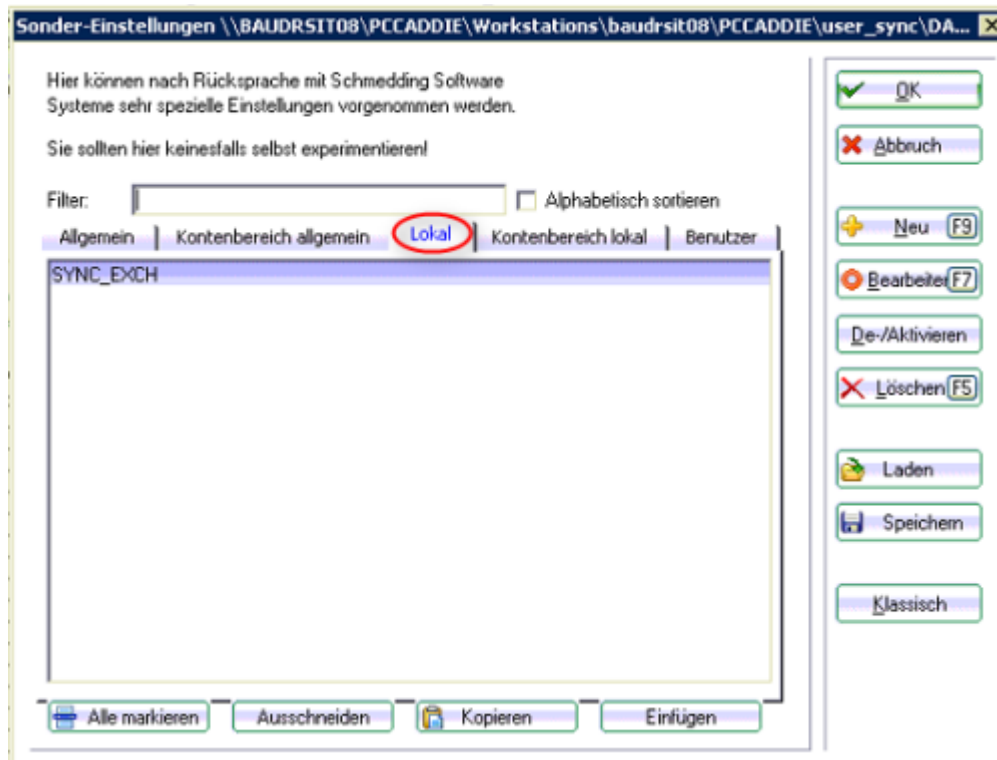 Sonder-Einstellungen \\BAUDRSIT08\PCCADDIE\Workstations\baudrsit08\PCCADDIE\user_sync\DA...
Hier können nach Rücksprache mit Schmedding Software
Systeme sehr spezielle Einstellungen vorgenommen werden.
Sie sollten hier keinesfalls selbst experimentieren!
Filter:
Alphabetisch sortieren
Allgemein
Kontenbereich allgemein
Lokal
Kontenbereich lokal
Benutzer
SYNC_EXCH
Alle markieren
Ausschneiden
Kopieren
Einfügen
OK
Abbruch
Neu F9
Bearbeiten F7
De-/Aktivieren
Löschen F5
Laden
Speichern
Klassisch